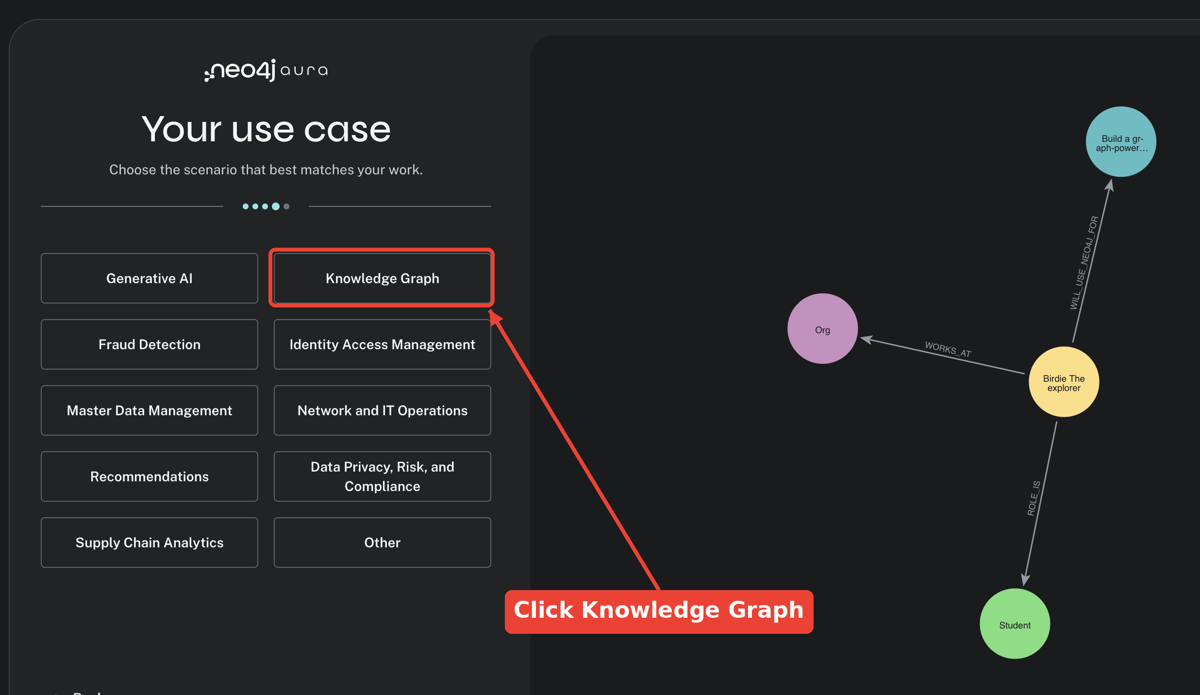 neo4j aura
Your use case
Choose the scenario that best matches your work.
Generative AI
Knowledge Graph
Fraud Detection
Identity Access Management
Master Data Management
Network and IT Operations
Recommendations
Data Privacy, Risk, and
Compliance
Supply Chain Analytics
Other
Click Knowledge Graph
Build a gr-
aph-power...
WILL_USE_NEO4J_FOR
Org
WORKS_AT
Birdie The
explorer
ROLE_IS
Student